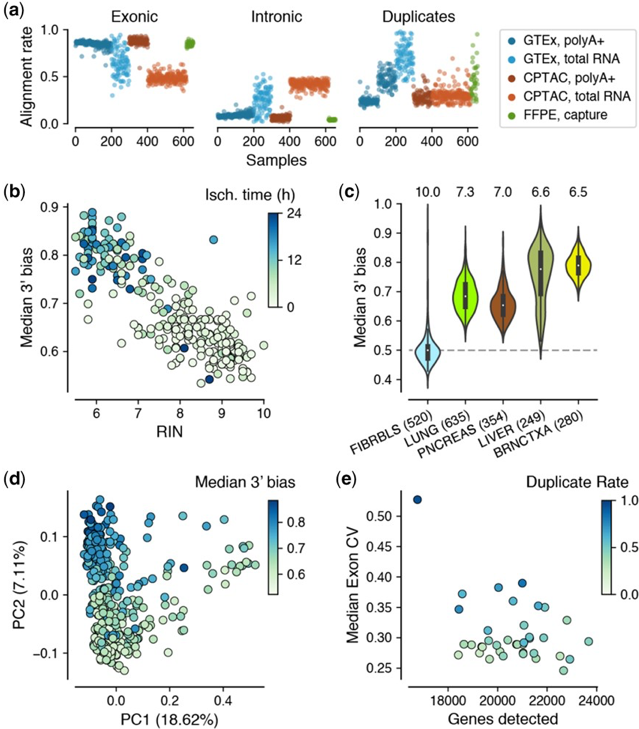 (a)
Exonic
Intronic
Duplicates
Alignment rate
1.0
0.5
0.0
0 200 400 600
0 200 400 600
0 200 400 600
Samples
GTEx, polyA+
GTEx, total RNA
CPTAC, polyA+
CPTAC, total RNA
FFPE, capture
(b)
Isch. time (h)
24
12
0
Median 3' bias
0.9
0.8
0.7
0.6
6 7 8 9 10
RIN
(c)
10.0 7.3 7.0 6.6 6.5
Median 3' bias
1.0
0.9
0.8
0.7
0.6
0.5
0.4
FIBRBLS (520)
LUNG (635)
PNCREAS (354)
LIVER (249)
BRNCTXA (280)
(d)
Median 3' bias
0.8
0.7
0.6
PC2 (7.11%)
0.1
0.0
−0.1
0.0 0.2 0.4
PC1 (18.62%)
(e)
Duplicate Rate
1.0
0.5
0.0
Median Exon CV
0.50
0.45
0.40
0.35
0.30
0.25
18000 20000 22000 24000
Genes detected